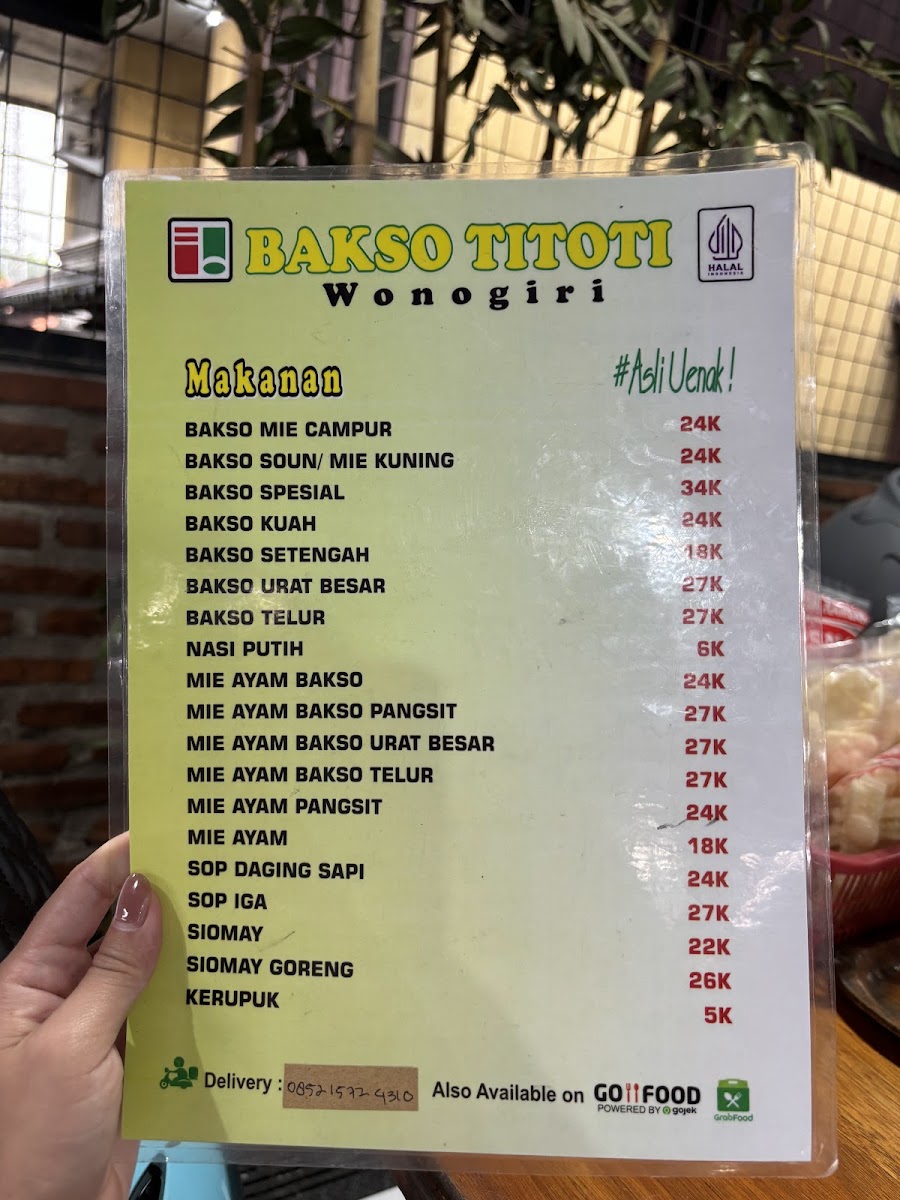 BAKSO TITOTI
HALAL
INDONESIA
Wonogiri
Makanan
#Asli Uenak!
BAKSO MIE CAMPUR 24K
BAKSO SOUN/ MIE KUNING 24K
BAKSO SPESIAL 34K
BAKSO KUAH 24K
BAKSO SETENGAH 18K
BAKSO URAT BESAR 27K
BAKSO TELUR 27K
NASI PUTIH 6K
MIE AYAM BAKSO 24K
MIE AYAM BAKSO PANGSIT 27K
MIE AYAM BAKSO URAT BESAR 27K
MIE AYAM BAKSO TELUR 27K
MIE AYAM PANGSIT 24K
MIE AYAM 18K
SOP DAGING SAPI 24K
SOP IGA 27K
SIOMAY 22K
SIOMAY GORENG 26K
KERUPUK 5K
Delivery : 085215724310 Also Available on GOFOOD
POWERED BY gojek
GrabFood